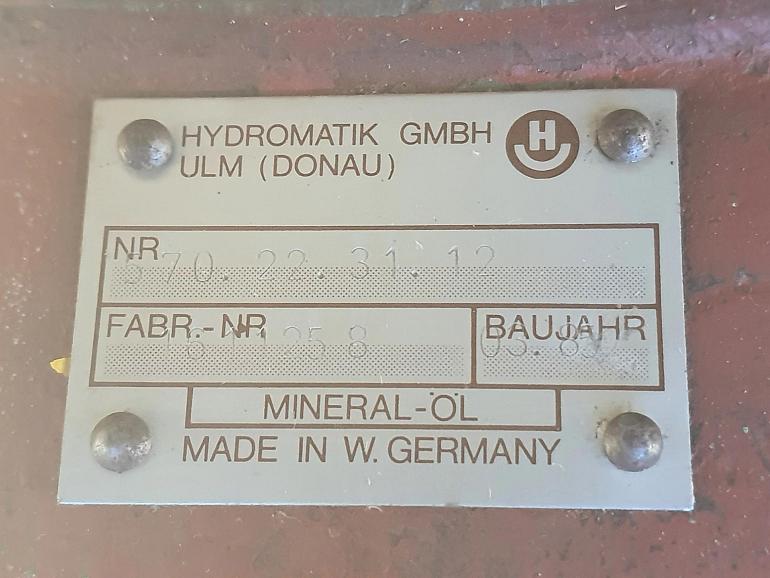 HYDROMATIK GMBH
ULM (DONAU)
H
NR
570.22.31.12
FABR.-NR
BAUJAHR
MINERAL-ÖL
MADE IN W. GERMANY